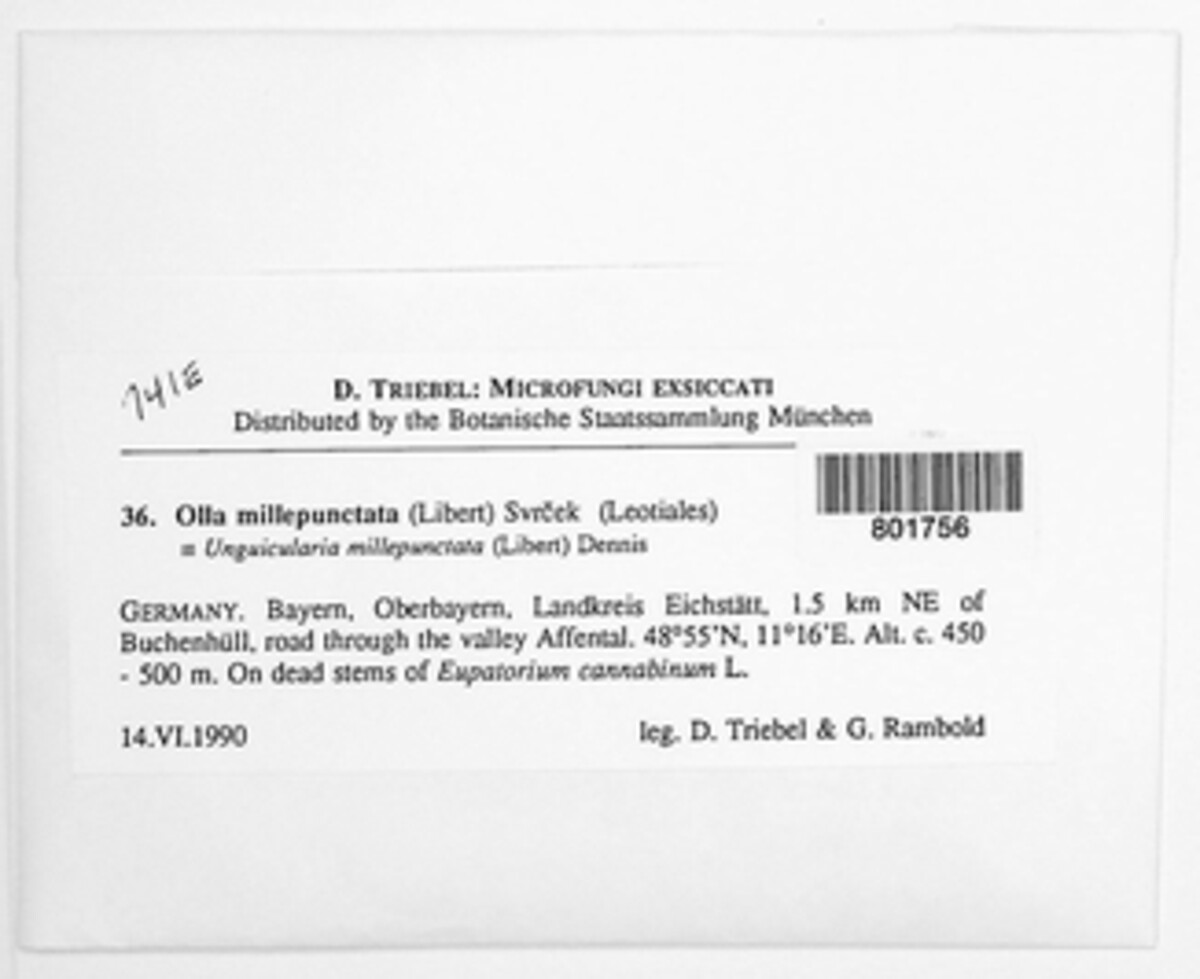 741E
D. TRIEBEL: MICROFUNGI EXSICCATI
Distributed by the Botanische Staatssammlung München
801756
36. Olla millepunctata (Libert) Svrček (Leotiales)
≡ Unguicularia millepunctata (Libert) Dennis
GERMANY. Bayern, Oberbayern, Landkreis Eichstätt, 1.5 km NE of
Buchenhüll, road through the valley Affental. 48°55'N, 11°16'E. Alt. c. 450
- 500 m. On dead stems of Eupatorium cannabinum L.
14.VI.1990 leg. D. Triebel & G. Rambold